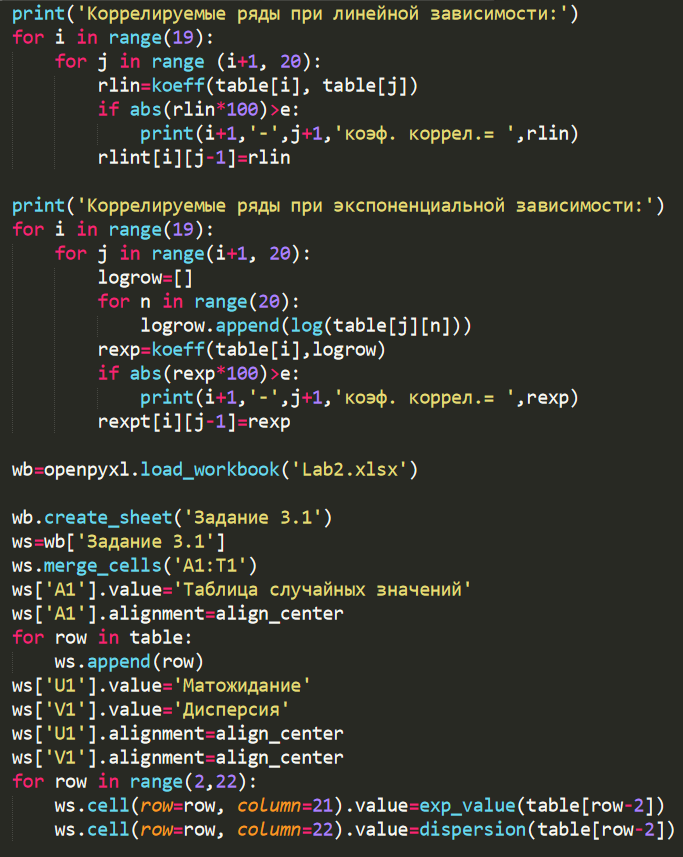 print('Коррелируемые ряды при линейной зависимости:')
for i in range(19):
    for j in range (i+1, 20):
        rlin=koeff(table[i], table[j])
        if abs(rlin*100)>e:
            print(i+1,'-',j+1,'коэф. коррел.= ',rlin)
        rlint[i][j-1]=rlin

print('Коррелируемые ряды при экспоненциальной зависимости:')
for i in range(19):
    for j in range(i+1, 20):
        logrow=[]
        for n in range(20):
            logrow.append(log(table[j][n]))
        rexp=koeff(table[i],logrow)
        if abs(rexp*100)>e:
            print(i+1,'-',j+1,'коэф. коррел.= ',rexp)
        rexpt[i][j-1]=rexp

wb=openpyxl.load_workbook('Lab2.xlsx')

wb.create_sheet('Задание 3.1')
ws=wb['Задание 3.1']
ws.merge_cells('A1:T1')
ws['A1'].value='Таблица случайных значений'
ws['A1'].alignment=align_center
for row in table:
    ws.append(row)
ws['U1'].value='Матожидание'
ws['V1'].value='Дисперсия'
ws['U1'].alignment=align_center
ws['V1'].alignment=align_center
for row in range(2,22):
    ws.cell(row=row, column=21).value=exp_value(table[row-2])
    ws.cell(row=row, column=22).value=dispersion(table[row-2])